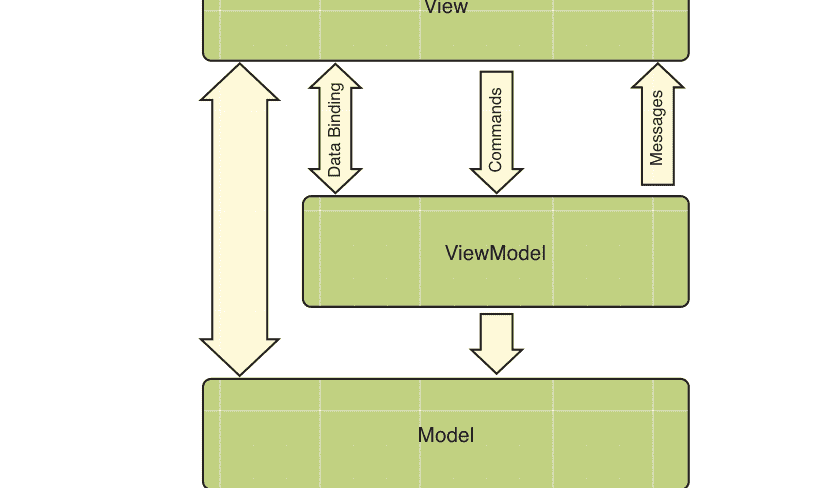 View
Data Binding
Commands
Messages
ViewModel
Model